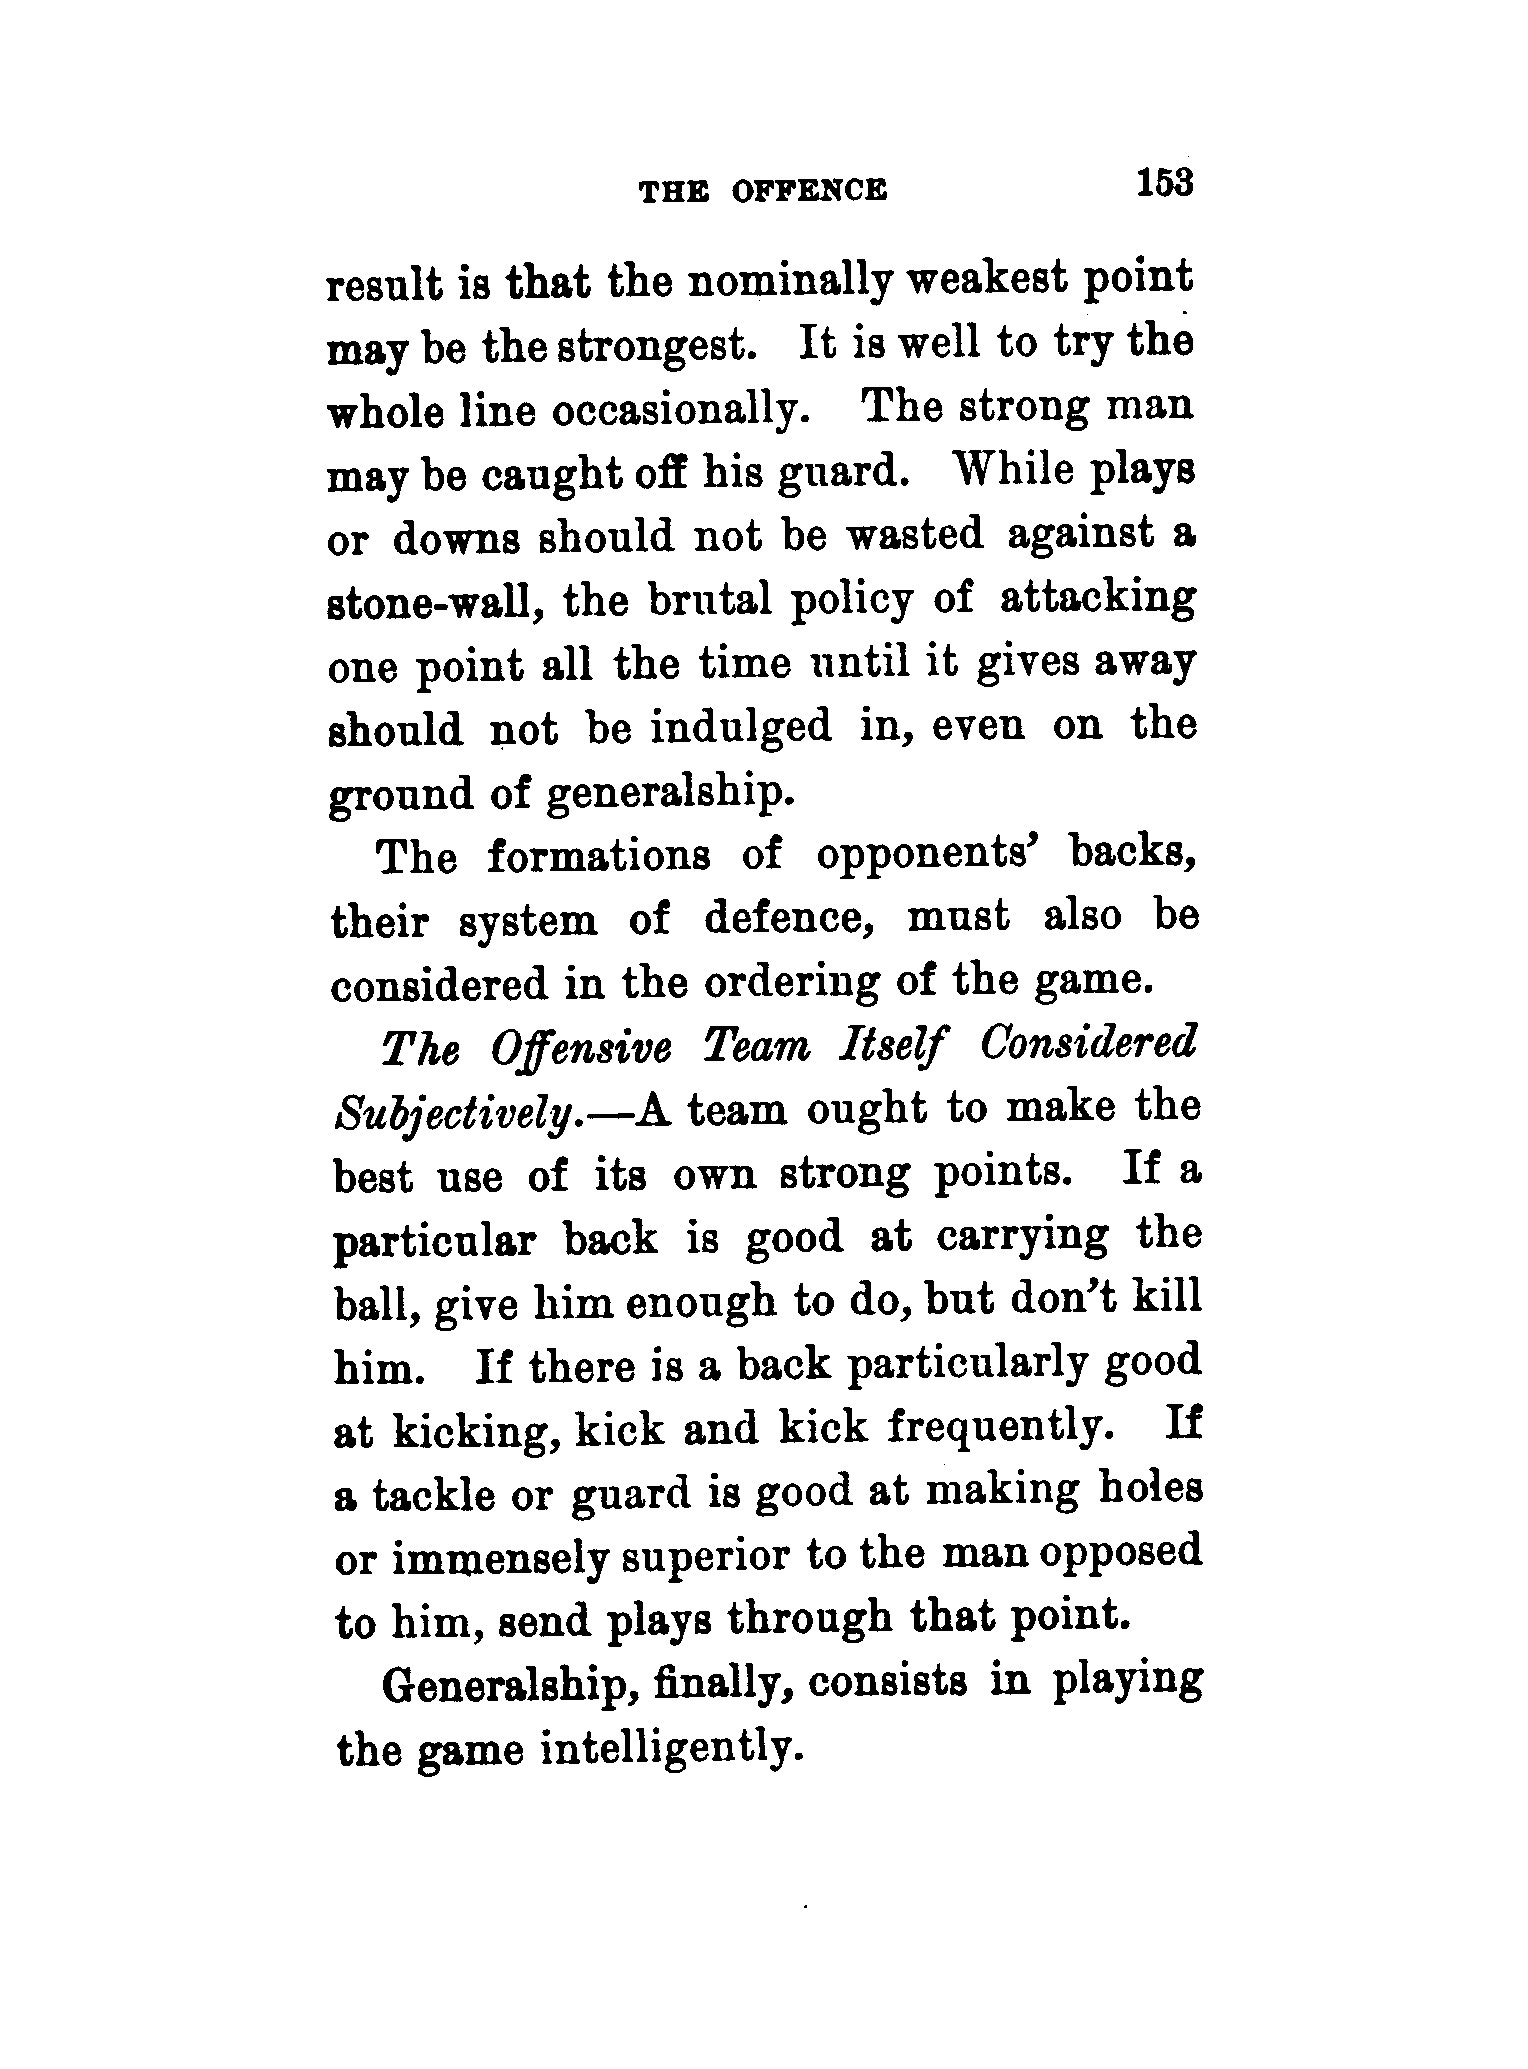 THE OFFENCE 153
result is that the nominally weakest point
may be the strongest. It is well to try the
whole line occasionally. The strong man
may be caught off his guard. While plays
or downs should not be wasted against a
stone-wall, the brutal policy of attacking
one point all the time until it gives away
should not be indulged in, even on the
ground of generalship.
The formations of opponents' backs,
their system of defence, must also be
considered in the ordering of the game.
The Offensive Team Itself Considered
Subjectively.—A team ought to make the
best use of its own strong points. If a
particular back is good at carrying the
ball, give him enough to do, but don't kill
him. If there is a back particularly good
at kicking, kick and kick frequently. If
a tackle or guard is good at making holes
or immensely superior to the man opposed
to him, send plays through that point.
Generalship, finally, consists in playing
the game intelligently.